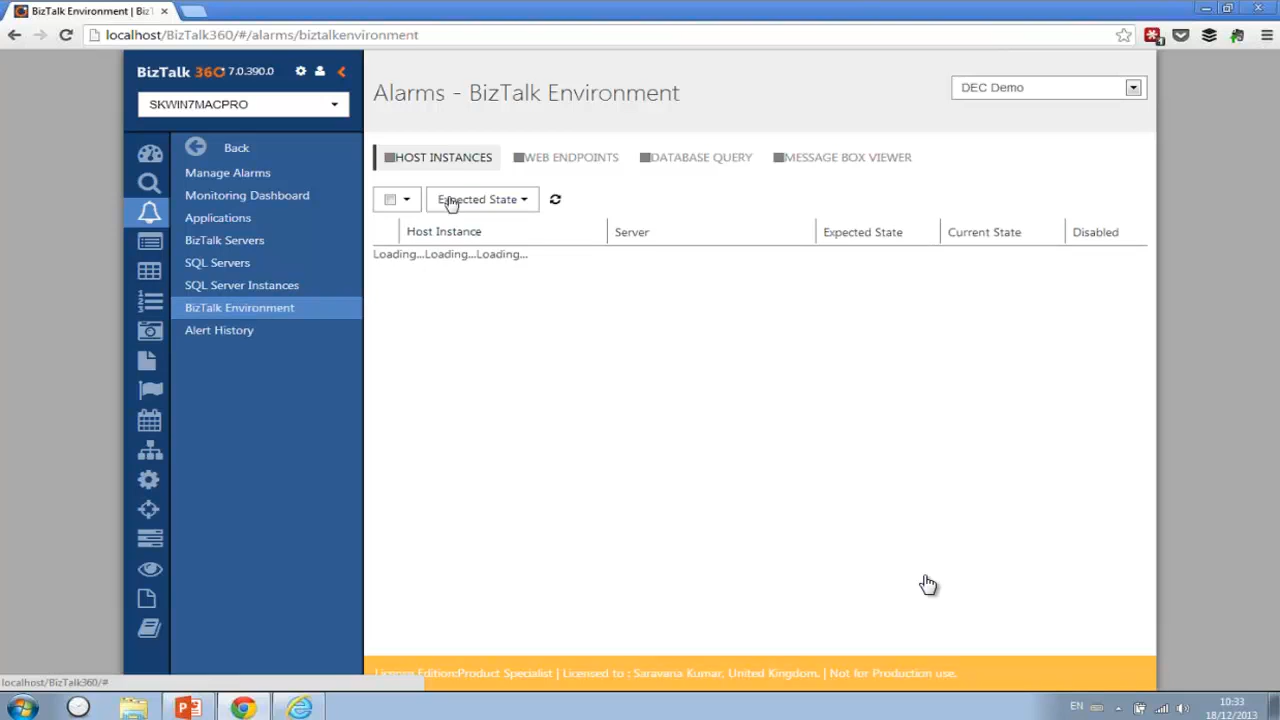 BizTalk Environment | BizT
localhost/BizTalk360/#/alarms/biztalkenvironment
BizTalk 360 7.0.390.0
SKWIN7MACPRO
Back
Manage Alarms
Monitoring Dashboard
Applications
BizTalk Servers
SQL Servers
SQL Server Instances
BizTalk Environment
Alert History
Alarms - BizTalk Environment
DEC Demo
HOST INSTANCES WEB ENDPOINTS DATABASE QUERY MESSAGE BOX VIEWER
Expected State
Host Instance Server Expected State Current State Disabled
Loading...Loading...Loading...
License Edition:Product Specialist | Licensed to : Saravana Kumar, United Kingdom. | Not for Production use.
localhost/BizTalk360/#
EN
10:33
18/12/2013